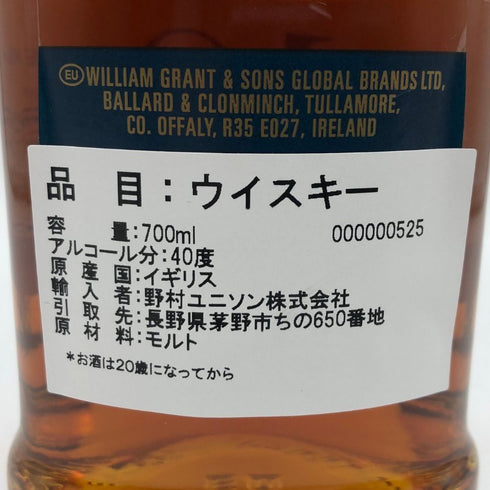 EU WILLIAM GRANT & SONS GLOBAL BRANDS LTD,
BALLARD & CLONMINCH, TULLAMORE,
CO. OFFALY, R35 E027, IRELAND
品　目：ウイスキー
容　　　量：700ml　　　000000525
アルコール分：40度
原　産　国：イギリス
輸　入　者：野村ユニソン株式会社
引　取　先：長野県茅野市ちの650番地
原　材　料：モルト
＊お酒は20歳になってから